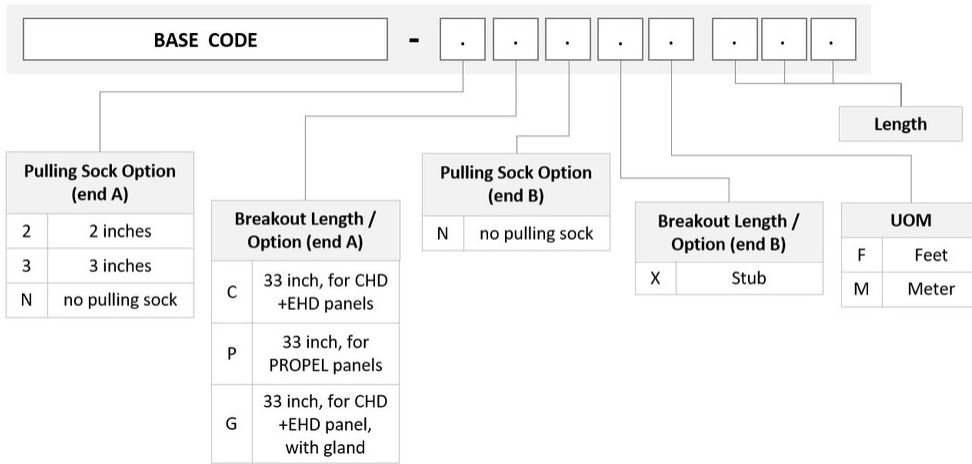 BASE CODE - . . . . . . . .
Length
Pulling Sock Option
(end A)
2 2 inches
3 3 inches
N no pulling sock
Breakout Length /
Option (end A)
C 33 inch, for CHD
+EHD panels
P 33 inch, for
PROPEL panels
G 33 inch, for CHD
+EHD panel,
with gland
Pulling Sock Option
(end B)
N no pulling sock
Breakout Length /
Option (end B)
X Stub
UOM
F Feet
M Meter